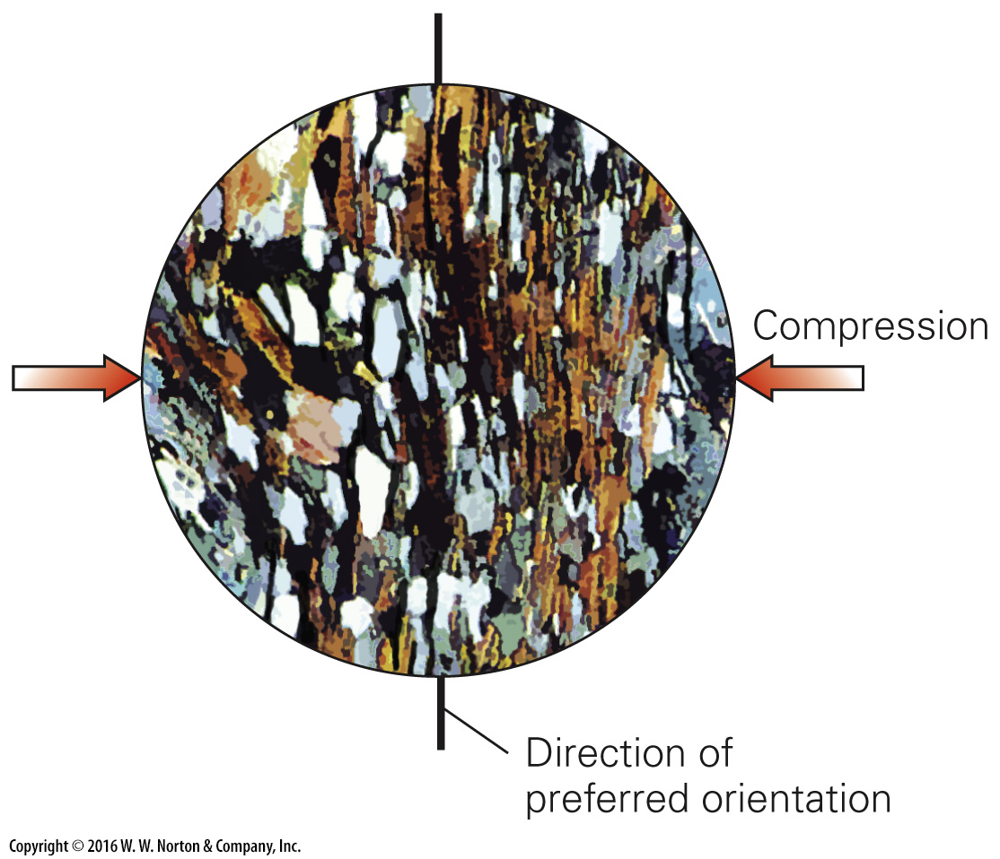 Compression
Direction of
preferred orientation
Copyright © 2016 W. W. Norton & Company, Inc.